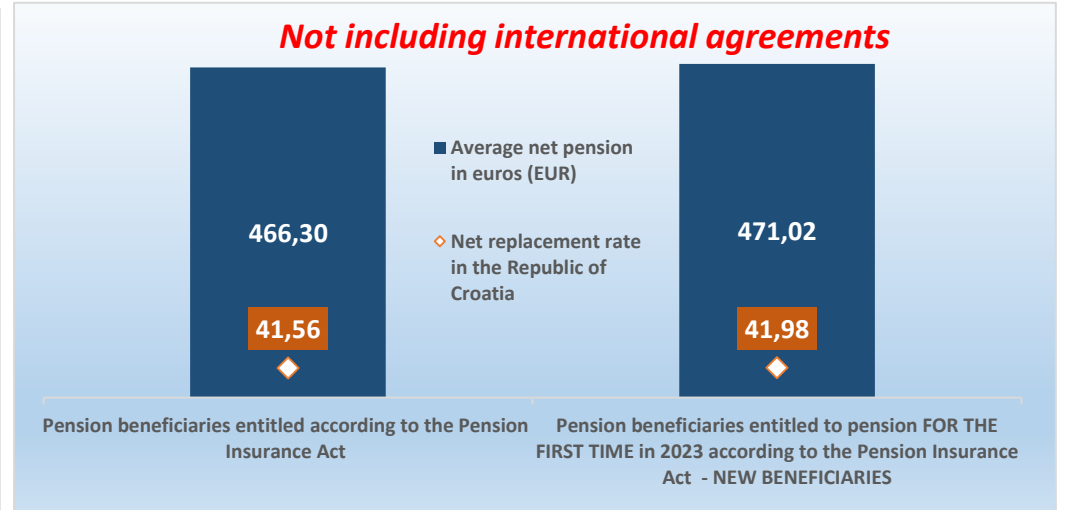 Not including international agreements
Average net pension
in euros (EUR)
Net replacement rate
in the Republic of
Croatia
466,30
471,02
41,56
41,98
Pension beneficiaries entitled according to the Pension
Insurance Act
Pension beneficiaries entitled to pension FOR THE
FIRST TIME in 2023 according to the Pension Insurance
Act - NEW BENEFICIARIES